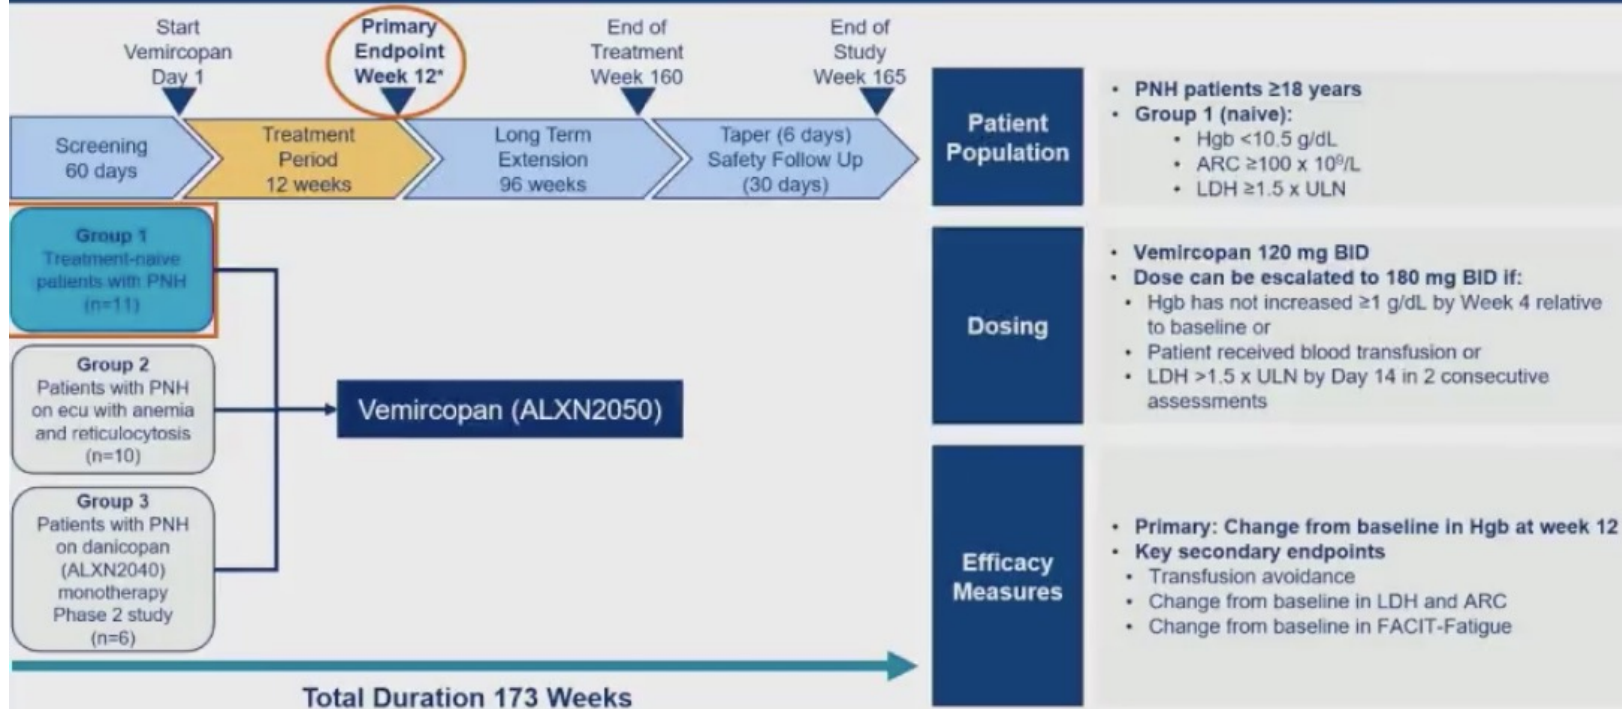 Start
Vemircopan
Day 1
Primary
Endpoint
Week 12*
End of
Treatment
Week 160
End of
Study
Week 165
Screening
60 days
Treatment
Period
12 weeks
Long Term
Extension
96 weeks
Taper (6 days)
Safety Follow Up
(30 days)
Group 1
Treatment-naive
patients with PNH
(n=11)
Group 2
Patients with PNH
on ecu with anemia
and reticulocytosis
(n=10)
Group 3
Patients with PNH
on danicopan
(ALXN2040)
monotherapy
Phase 2 study
(n=6)
Vemircopan (ALXN2050)
Total Duration 173 Weeks
Patient
Population
• PNH patients ≥18 years
• Group 1 (naive):
• Hgb <10.5 g/dL
• ARC ≥100 x 10⁹/L
• LDH ≥1.5 x ULN
Dosing
• Vemircopan 120 mg BID
• Dose can be escalated to 180 mg BID if:
• Hgb has not increased ≥1 g/dL by Week 4 relative
to baseline or
• Patient received blood transfusion or
• LDH >1.5 x ULN by Day 14 in 2 consecutive
assessments
Efficacy
Measures
• Primary: Change from baseline in Hgb at week 12
• Key secondary endpoints
• Transfusion avoidance
• Change from baseline in LDH and ARC
• Change from baseline in FACIT-Fatigue